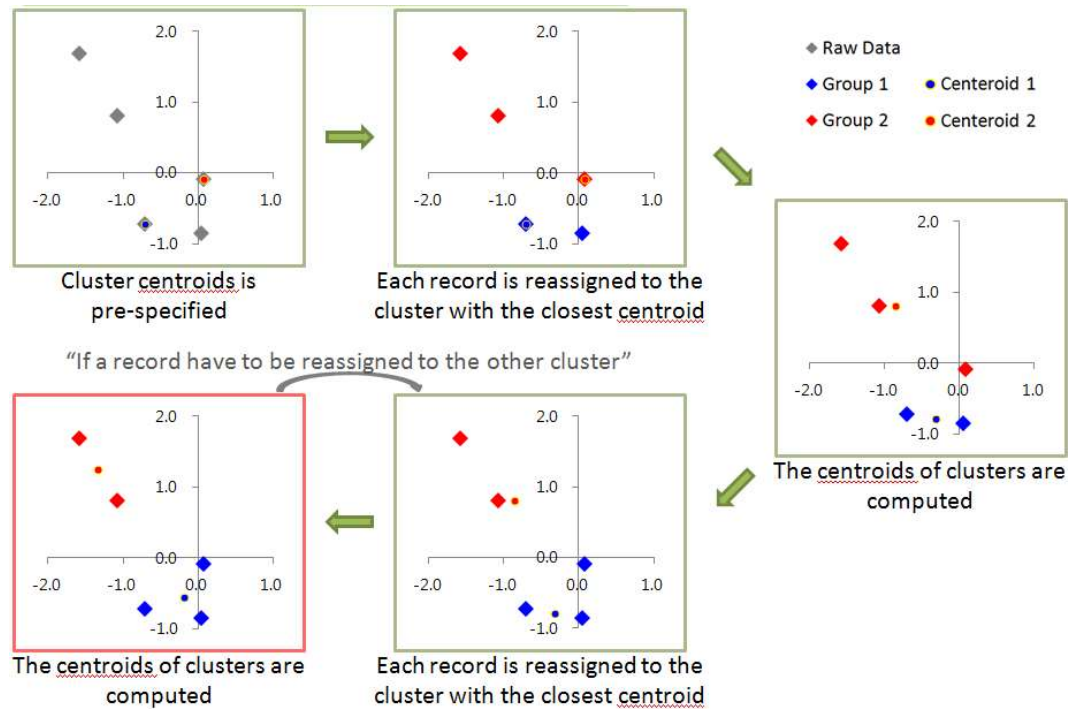 2.0
1.0
0.0
-2.0 -1.0 0.0 1.0
-1.0
Cluster centroids is
pre-specified
2.0
1.0
0.0
-2.0 -1.0 0.0 1.0
-1.0
Each record is reassigned to the
cluster with the closest centroid
Raw Data
Group 1 Centeroid 1
Group 2 Centeroid 2
2.0
1.0
0.0
-2.0 -1.0 0.0 1.0
-1.0
The centroids of clusters are
computed
“If a record have to be reassigned to the other cluster”
2.0
1.0
0.0
-2.0 -1.0 0.0 1.0
-1.0
The centroids of clusters are
computed
2.0
1.0
0.0
-2.0 -1.0 0.0 1.0
-1.0
Each record is reassigned to the
cluster with the closest centroid